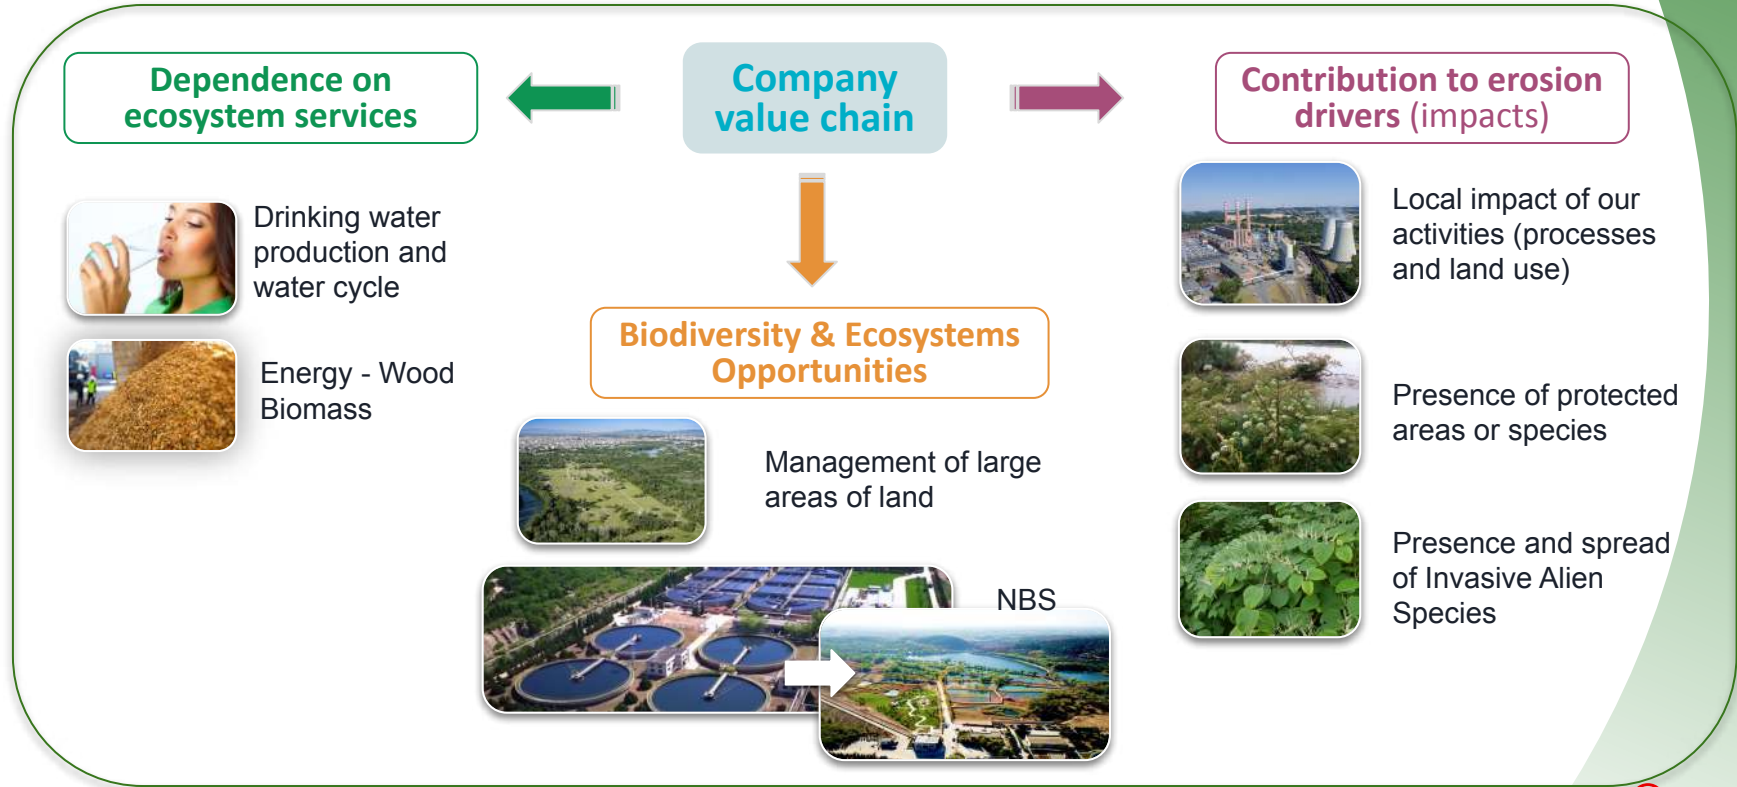 Dependence on
ecosystem services
Company
value chain
Contribution to erosion
drivers (impacts)
Drinking water
production and
water cycle
Energy - Wood
Biomass
Biodiversity & Ecosystems
Opportunities
Management of large
areas of land
NBS
Local impact of our
activities (processes
and land use)
Presence of protected
areas or species
Presence and spread
of Invasive Alien
Species